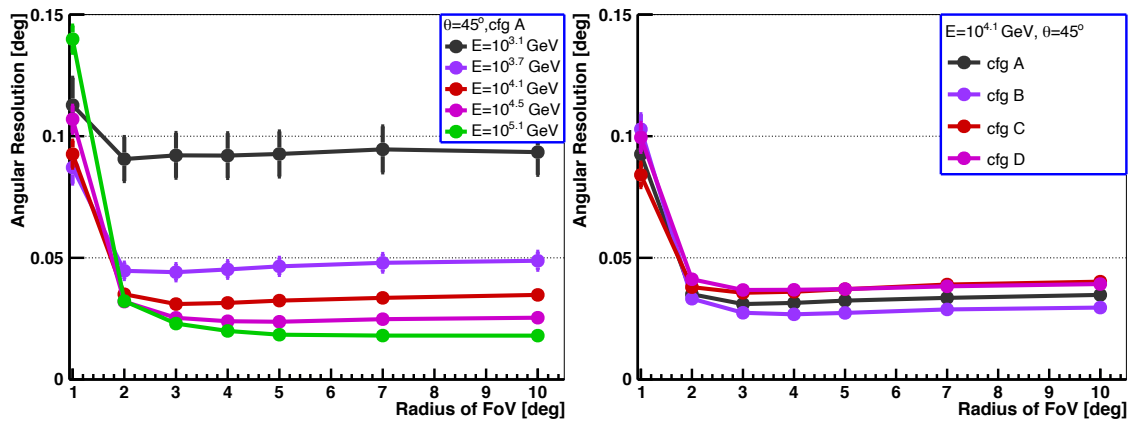 Angular Resolution [deg]
0.15
0.1
0.05
0
θ=45°,cfg A
E=10^3.1 GeV
E=10^3.7 GeV
E=10^4.1 GeV
E=10^4.5 GeV
E=10^5.1 GeV
1 2 3 4 5 6 7 8 9 10
Radius of FoV [deg]
Angular Resolution [deg]
0.15
0.1
0.05
0
E=10^4.1 GeV, θ=45°
cfg A
cfg B
cfg C
cfg D
1 2 3 4 5 6 7 8 9 10
Radius of FoV [deg]